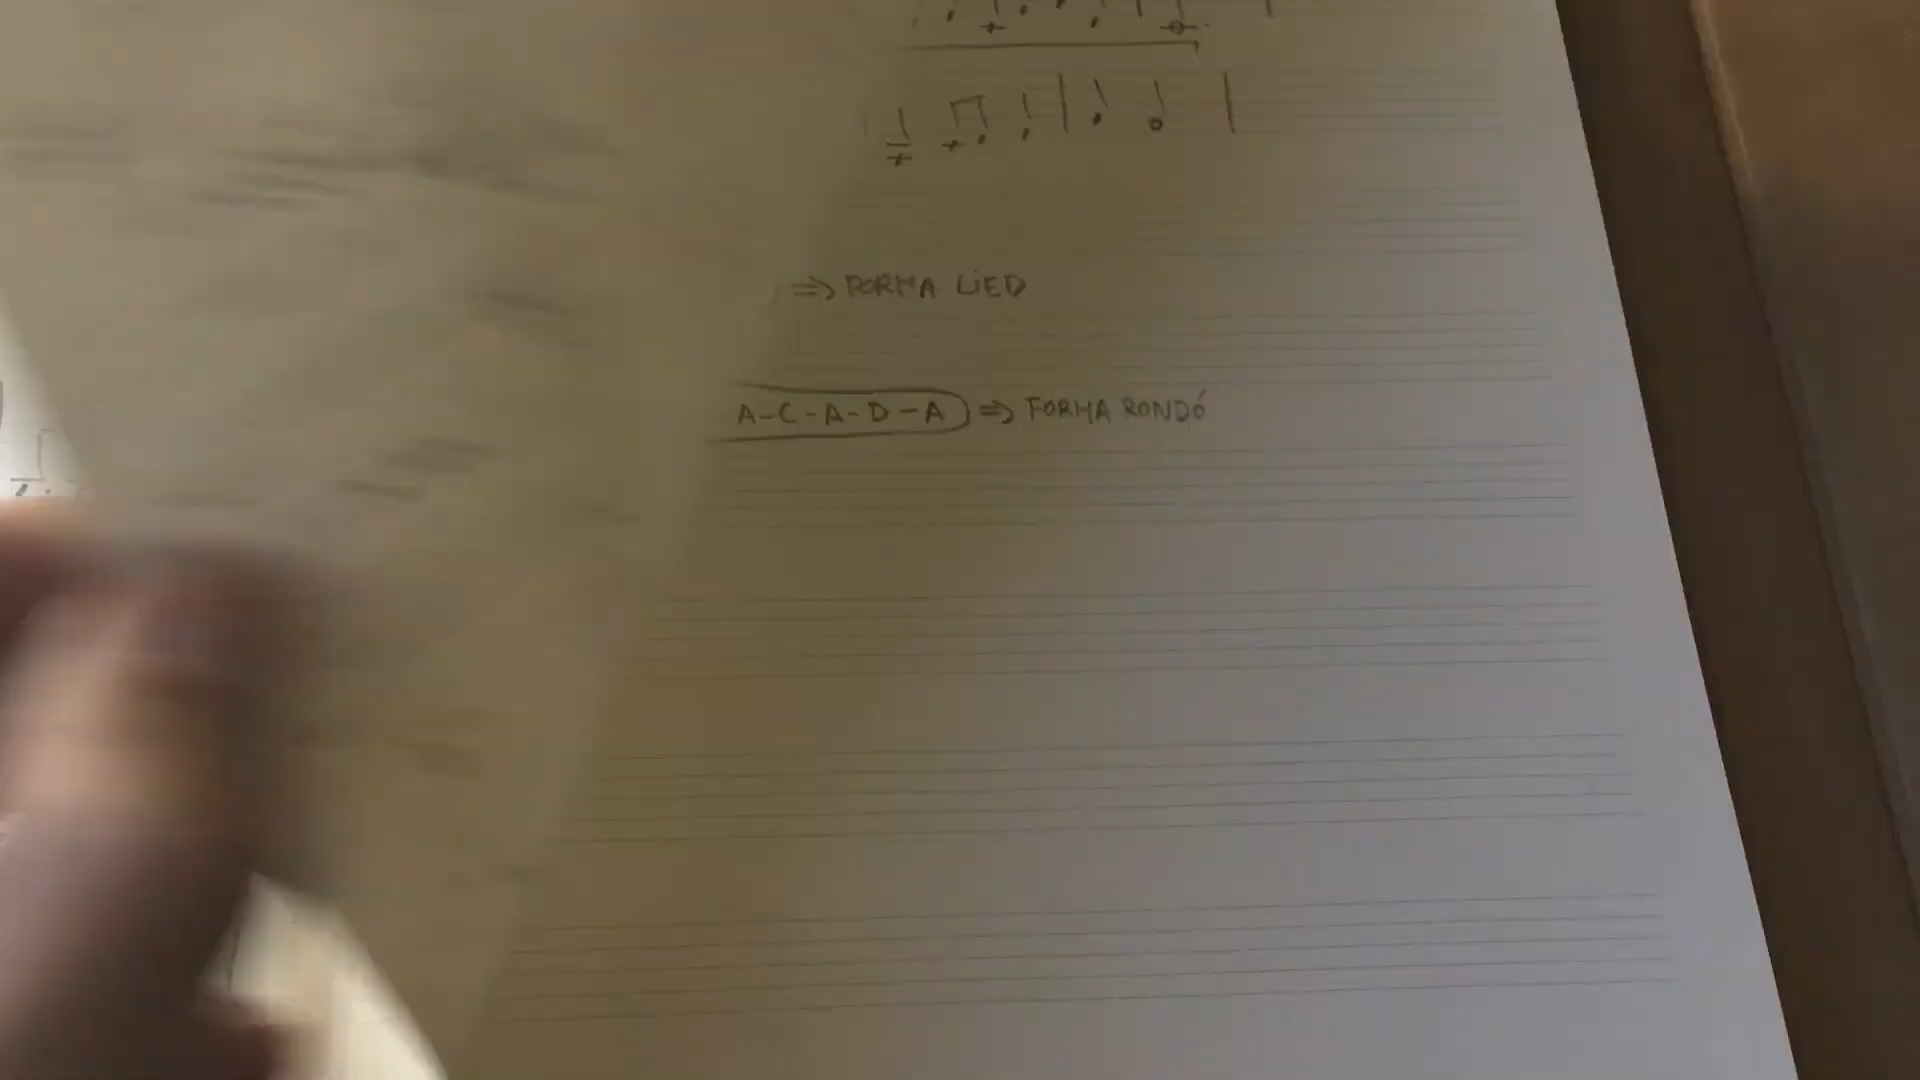 ⇒ FORMA LIED
A-C-A-D-A ⇒ FORMA RONDÓ